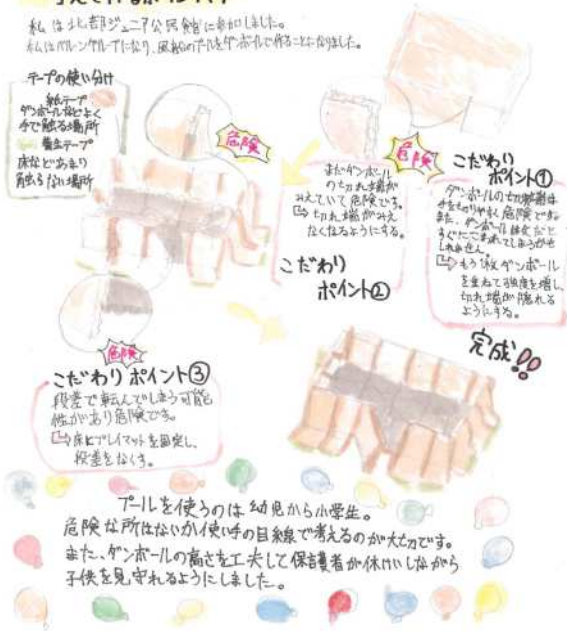 私は北部ジュニア公民館に参加しました。
私はバルーングループになり、風船のプールをダンボールで作ることになりました。
テープの使い分け
紙テープ
ダンボールなどよく
手で触る場所
養生テープ
床などあまり
触らない場所
危険
まだダンボール
の切れ端が
みえていて危険です。
切れ端がみえ
なくなるようにする。
危険
こだわり
ポイント①
ダンボールの切れ端は
手を切りやすく危険です。
また、ダンボール1枚だと
すぐにこわれてしまうかも
しれません。
もう1枚ダンボール
を重ねて強度を増し、
切れ端が隠れる
ようにする。
こだわり
ポイント②
危険
こだわりポイント③
段差で転んでしまう可能
性があり危険です。
床にプレイマットを固定し、
段差をなくす。
完成!!
プールを使うのは幼児から小学生。
危険な所はないか使い手の目線で考えるのが大切です。
また、ダンボールの高さを工夫して保護者が休けいしながら
子供を見守れるようにしました。